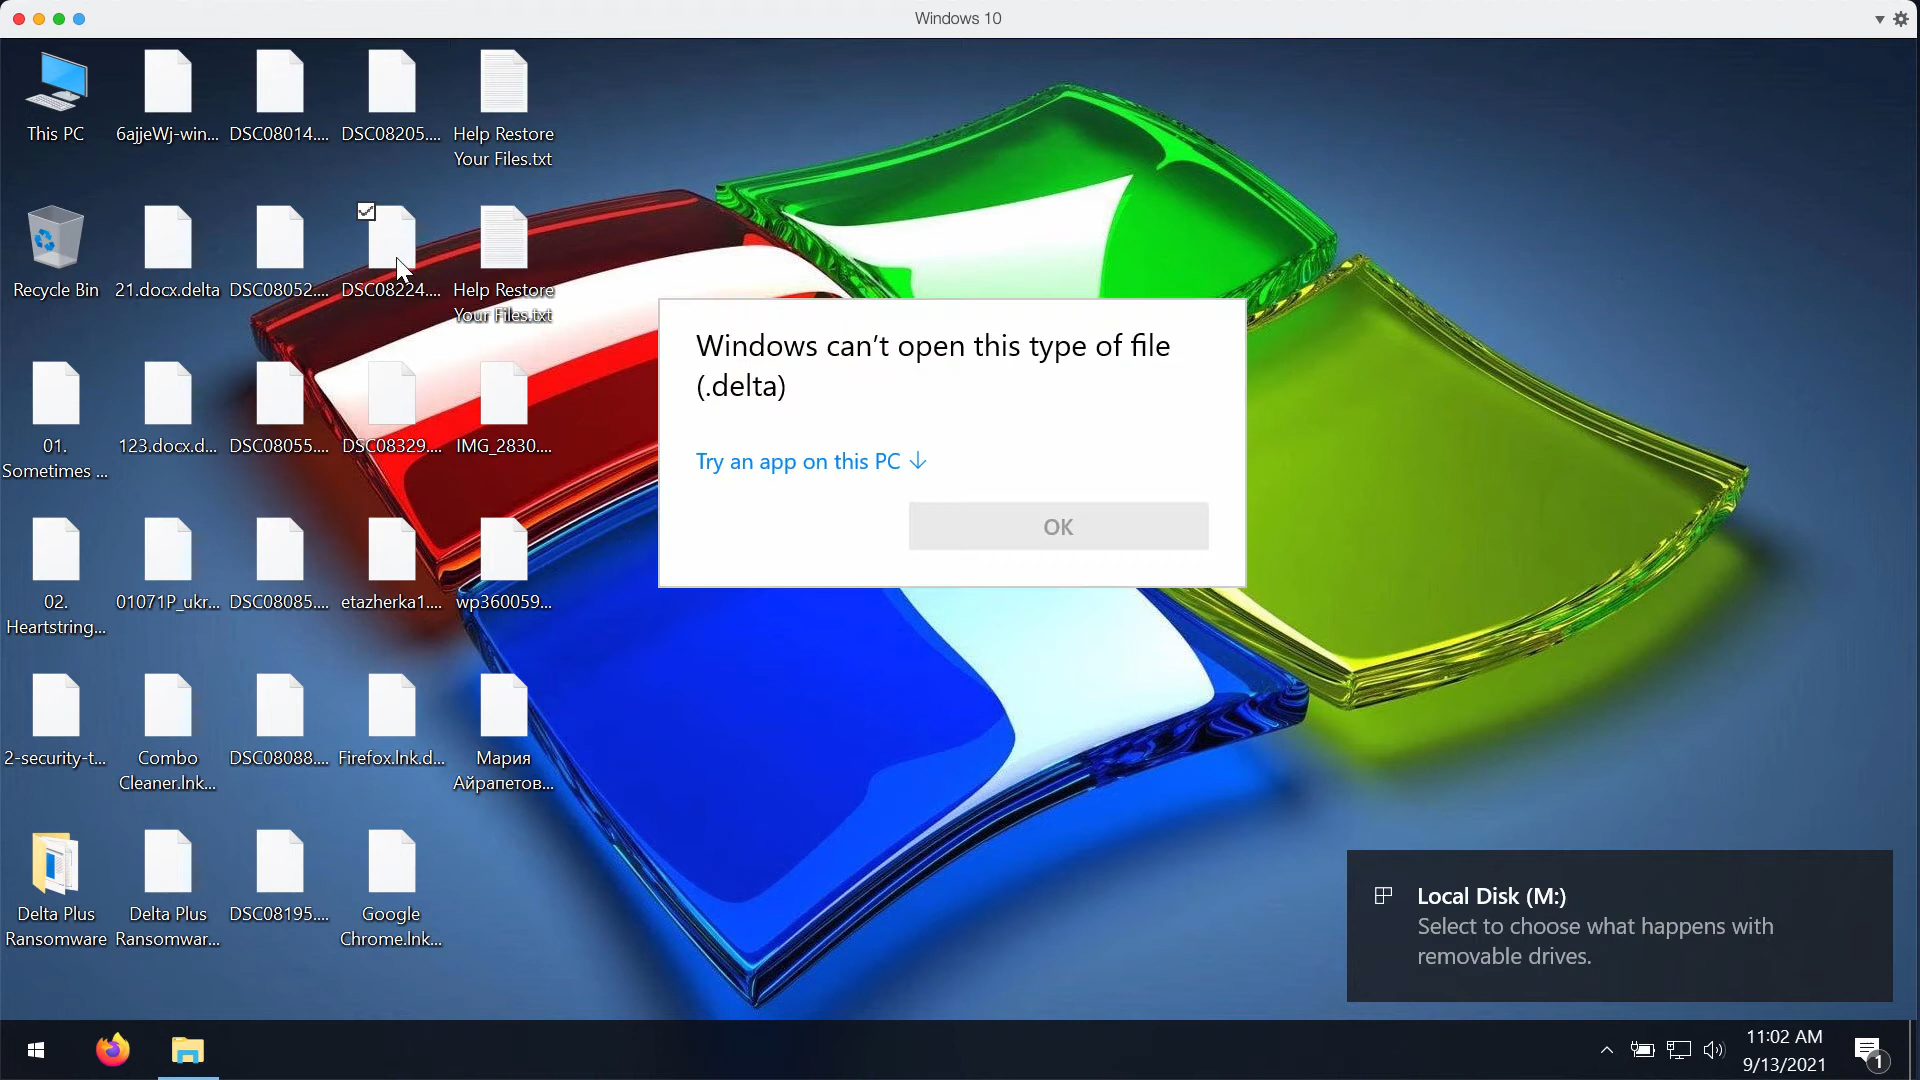 Windows 10
This PC
6ajjeWj-win...
DSC08014....
DSC08205....
Help Restore
Your Files.txt
Recycle Bin
21.docx.delta
DSC08052....
DSC08224....
Help Restore
Your Files.txt
01.
Sometimes ...
123.docx.d...
DSC08055....
DSC08329....
IMG_2830....
02.
Heartstring...
01071P_ukr...
DSC08085....
etazherka1....
wp360059...
2-security-t...
Combo
Cleaner.lnk...
DSC08088....
Firefox.lnk.d...
Мария
Айрапетов...
Delta Plus
Ransomware
Delta Plus
Ransomwar...
DSC08195....
Google
Chrome.lnk...
Windows can’t open this type of file
(.delta)
Try an app on this PC
OK
Local Disk (M:)
Select to choose what happens with
removable drives.
11:02 AM
9/13/2021
1